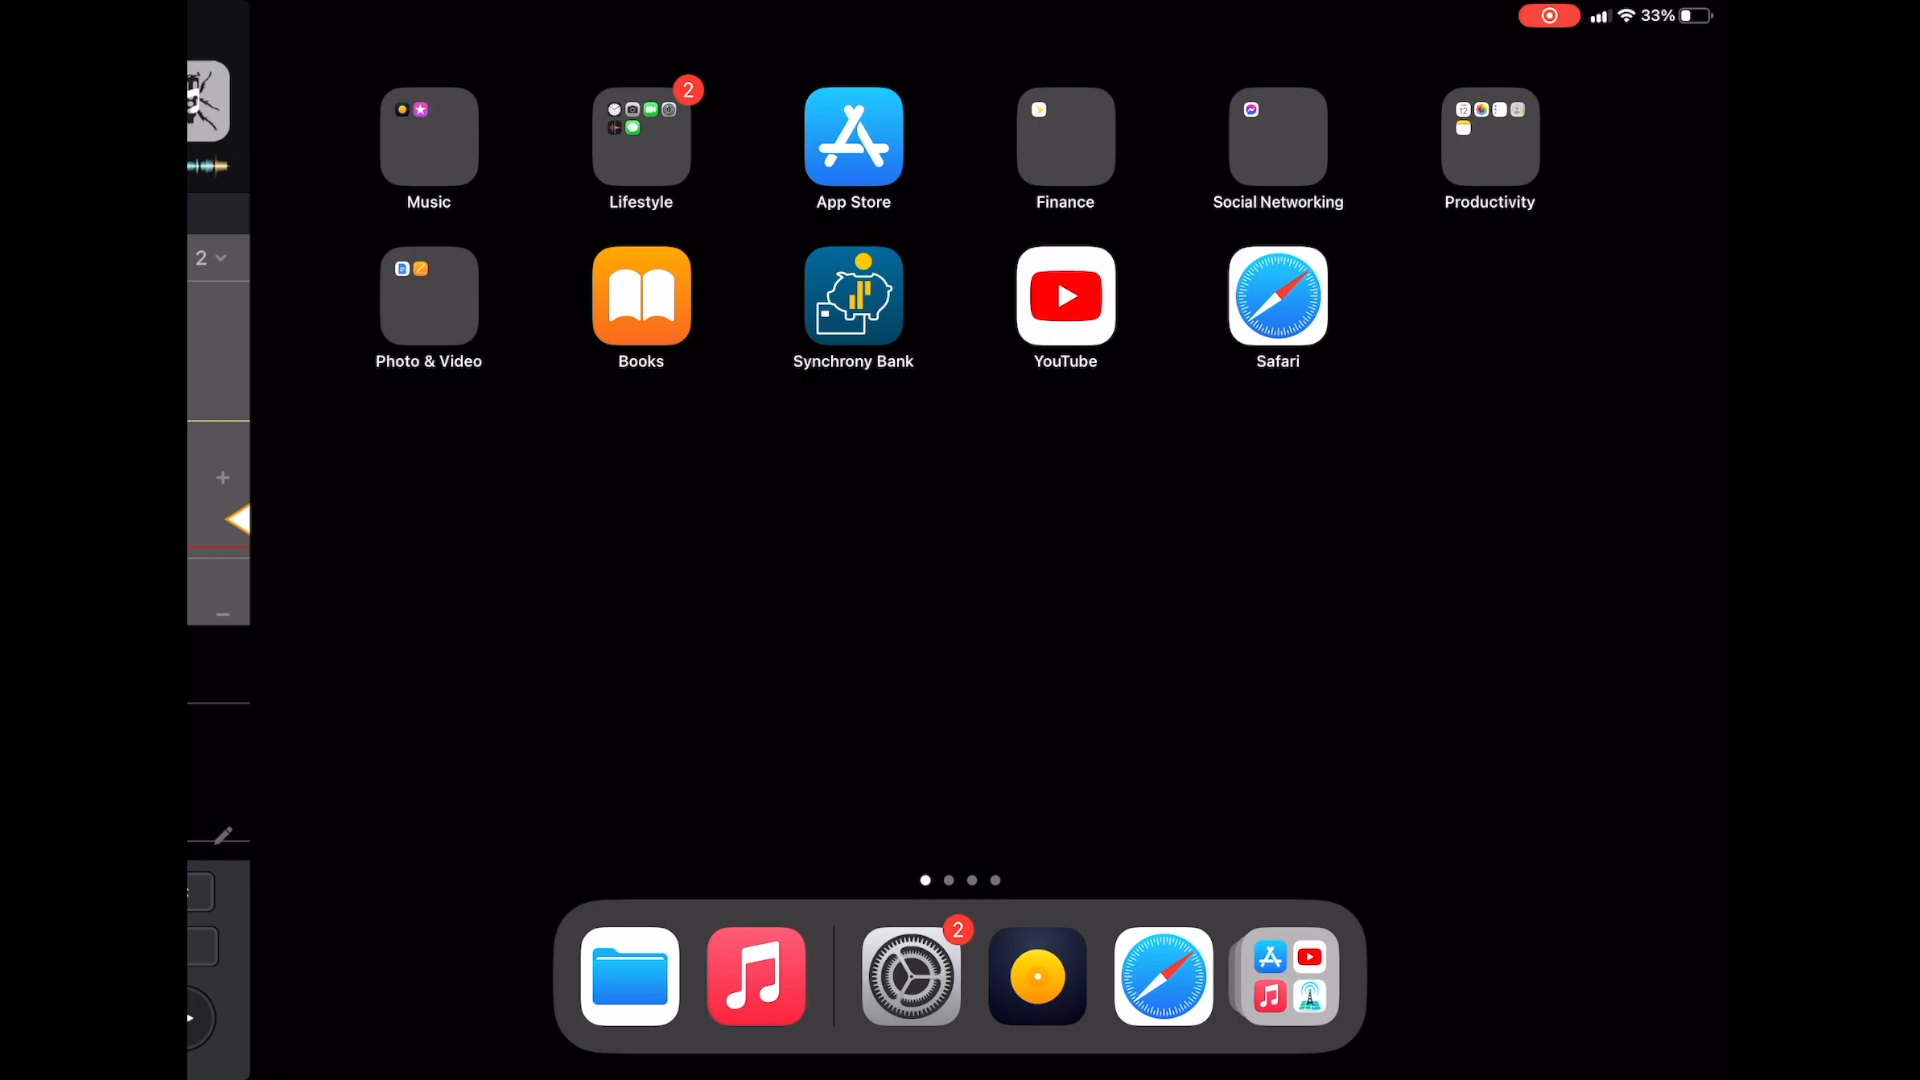 33%
2
Music
Lifestyle
App Store
Finance
Social Networking
Productivity
12
2
Photo & Video
Books
Synchrony Bank
YouTube
Safari
2